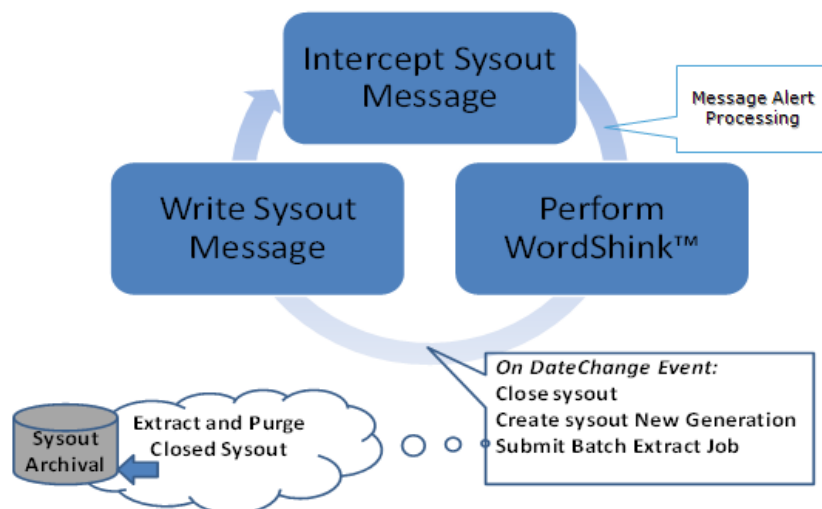 Intercept Sysout
Message
Message Alert
Processing
Write Sysout
Message
Perform
WordShink™
On DateChange Event:
Close sysout
Create sysout New Generation
Submit Batch Extract Job
Extract and Purge
Closed Sysout
Sysout
Archival